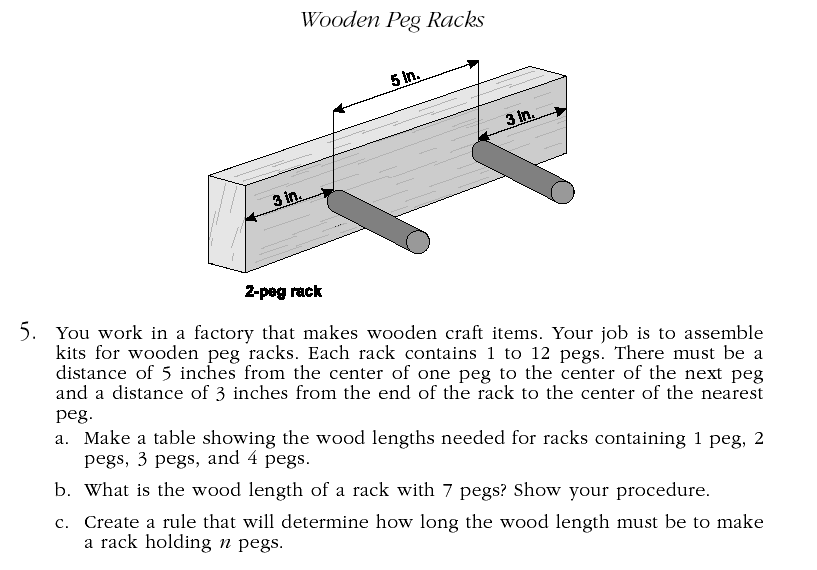 Wooden Peg Racks
5 in.
3 in.
3 in.
2-peg rack
5. You work in a factory that makes wooden craft items. Your job is to assemble
kits for wooden peg racks. Each rack contains 1 to 12 pegs. There must be a
distance of 5 inches from the center of one peg to the center of the next peg
and a distance of 3 inches from the end of the rack to the center of the nearest
peg.
a. Make a table showing the wood lengths needed for racks containing 1 peg, 2
pegs, 3 pegs, and 4 pegs.
b. What is the wood length of a rack with 7 pegs? Show your procedure.
c. Create a rule that will determine how long the wood length must be to make
a rack holding n pegs.